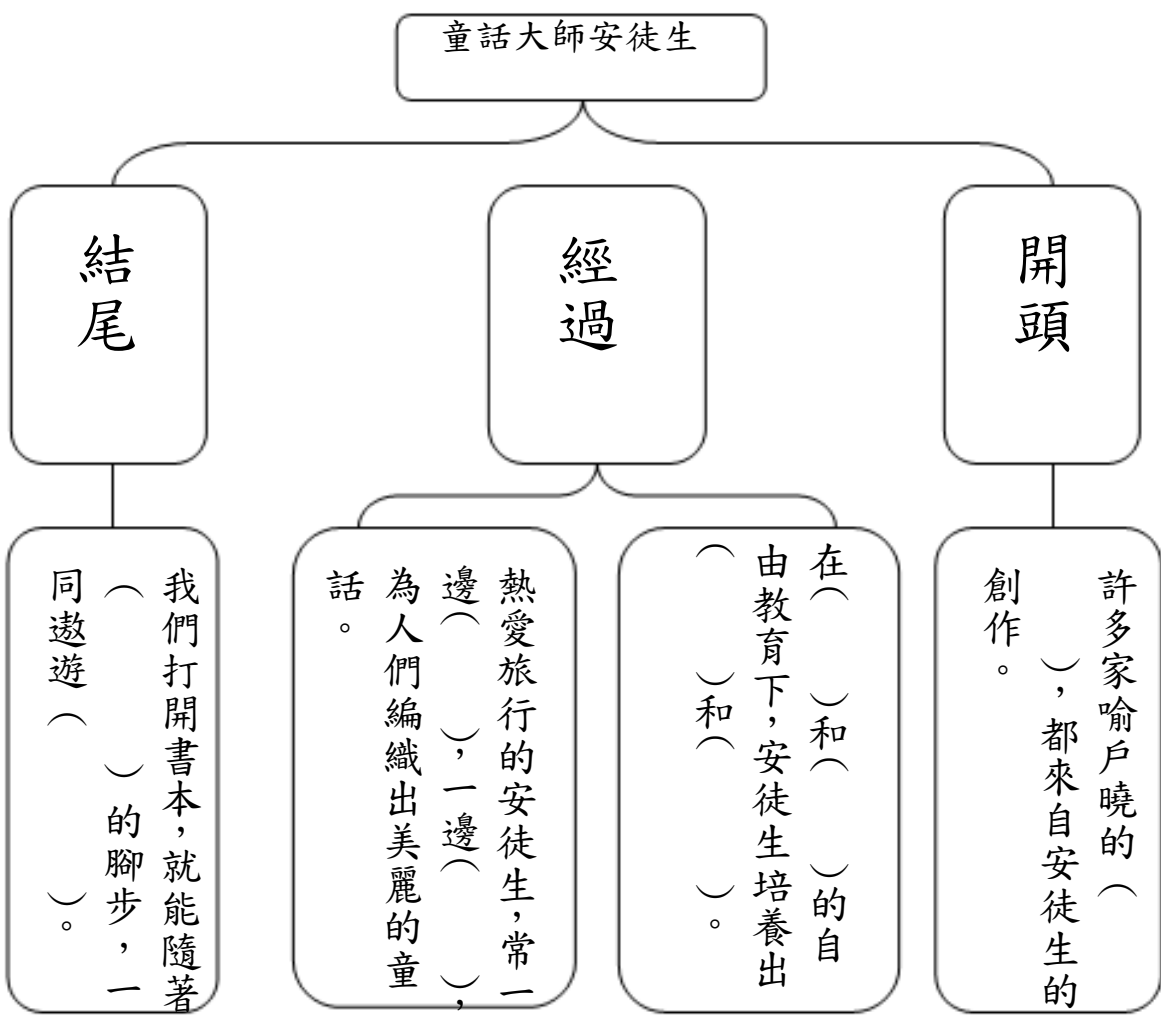 童話大師安徒生
開頭
經過
結尾
許多家喻戶曉的（
），都來自安徒生的
創作。
在（　　）和（　　）的自
由教育下，安徒生培養出
（　　）和（　　）。
熱愛旅行的安徒生，常一
邊（　　），一邊（　　），
為人們編織出美麗的童
話。
我們打開書本，就能隨著
（　　）的腳步，一
同遨遊（　　）。